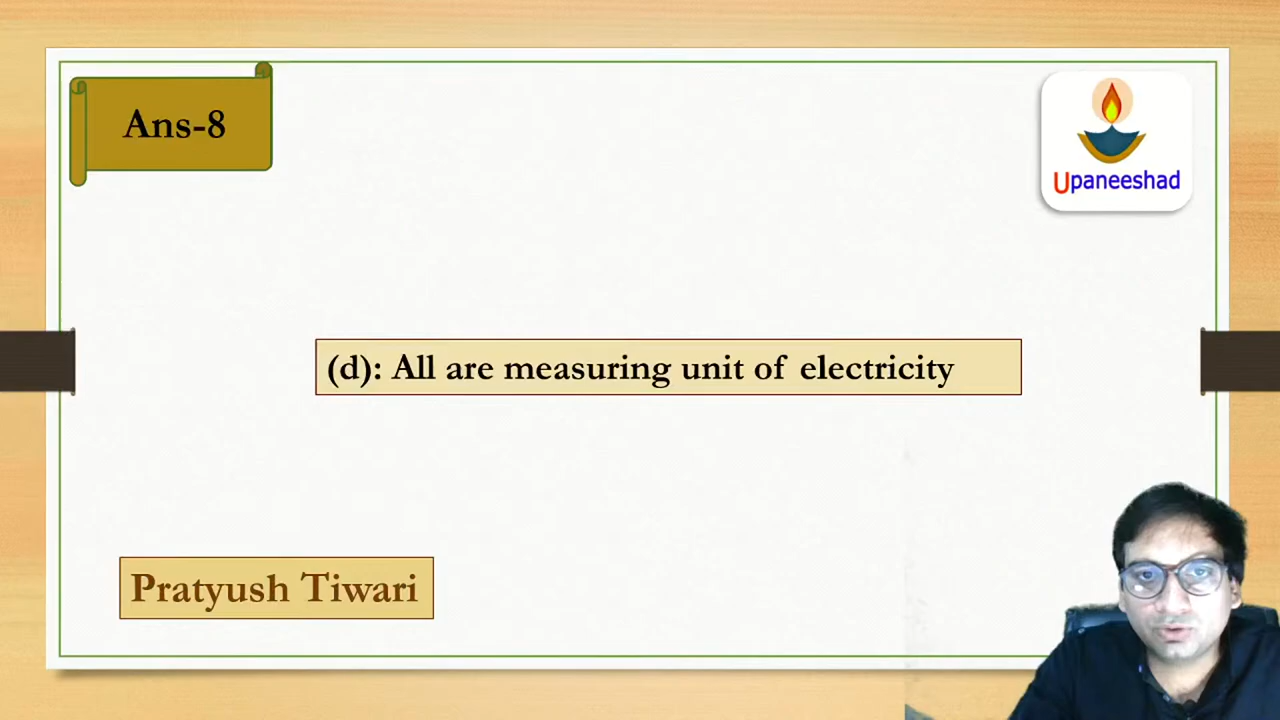 Ans-8
Upaneeshad
(d): All are measuring unit of electricity
Pratyush Tiwari